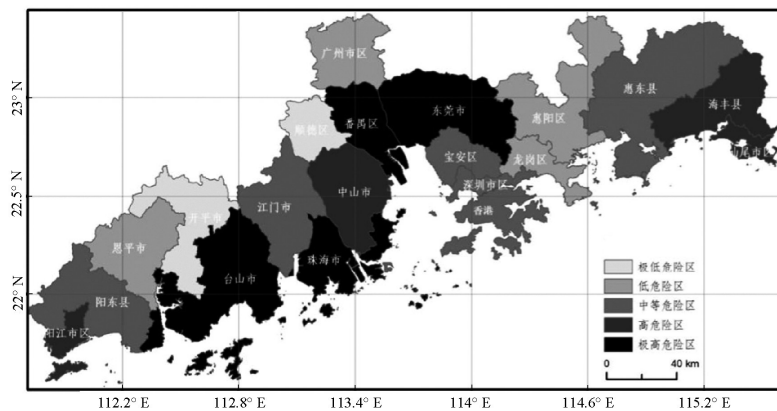 广州市区
23° N
惠东县
东莞市
海丰县
番禺区
惠阳区
顺德区
宝安区
龙岗区
汕尾市区
22.5° N
中山市
深圳市区
开平市
江门市
香港
恩平市
台山市
珠海市
极低危险区
22° N
阳东县
低危险区
中等危险区
阳江市区
高危险区
极高危险区
0 40 km
112.2° E 112.8° E 113.4° E 114° E 114.6° E 115.2° E